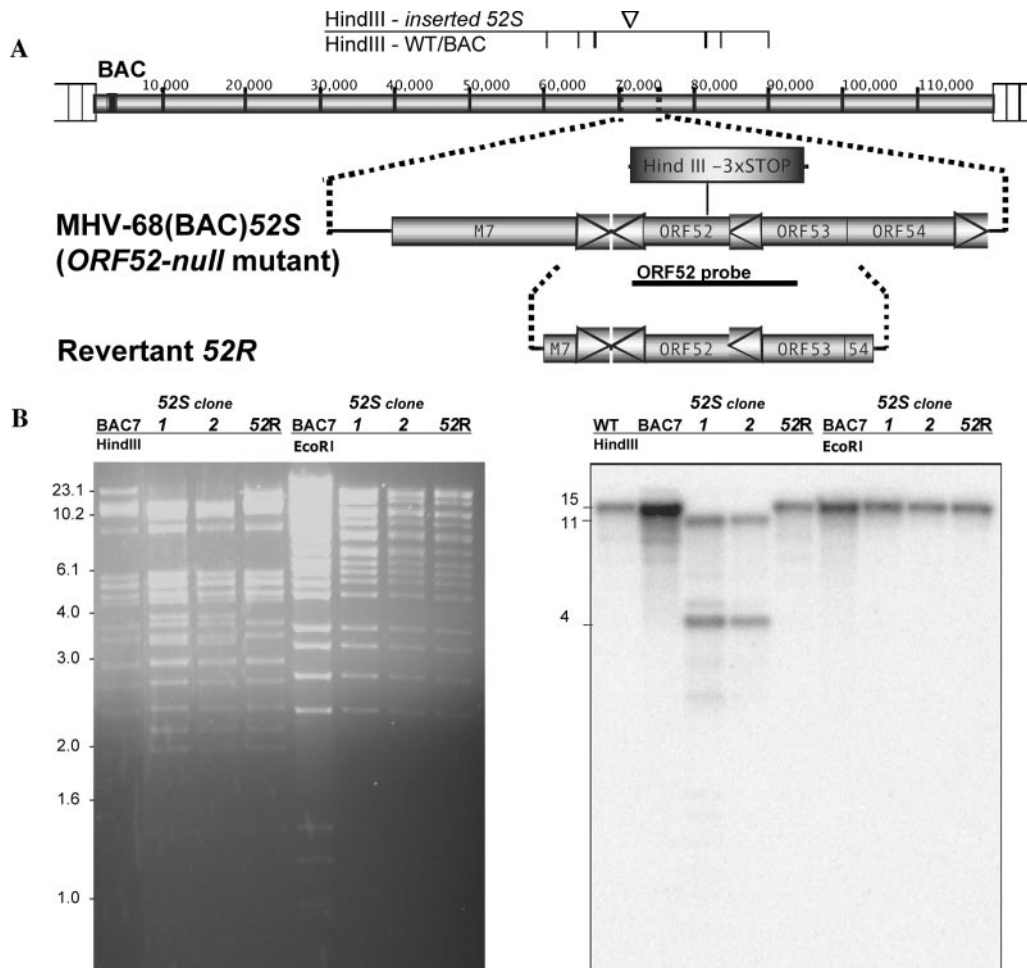 A
HindIII - inserted 52S
HindIII - WT/BAC
BAC
10,000 20,000 30,000 40,000 50,000 60,000 70,000 80,000 90,000 100,000 110,000
Hind III -3xSTOP
MHV-68(BAC)52S
(ORF52-null mutant)
M7 ORF52 ORF53 ORF54
ORF52 probe
Revertant 52R
M7 ORF52 ORF53 54
B
52S clone 52S clone
BAC7 1 2 52R BAC7 1 2 52R
HindIII EcoRI
23.1
10.2
6.1
4.0
3.0
2.0
1.6
1.0
52S clone 52S clone
WT BAC7 1 2 52R BAC7 1 2 52R
HindIII EcoRI
15
11
4